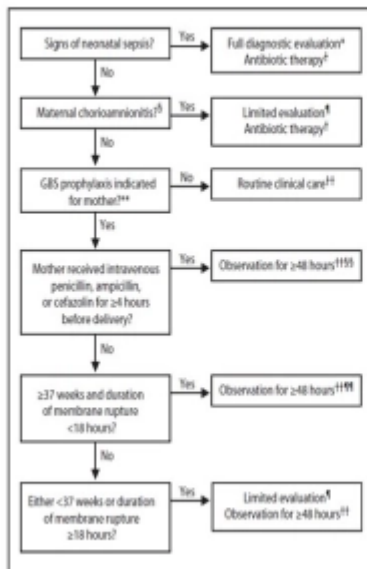 Signs of neonatal sepsis?
Yes
Full diagnostic evaluation*
Antibiotic therapy†
No
Maternal chorioamnionitis?§
Yes
Limited evaluation¶
Antibiotic therapy†
No
GBS prophylaxis indicated
for mother?**
No
Routine clinical care††
Yes
Mother received intravenous
penicillin, ampicillin,
or cefazolin for ≥4 hours
before delivery?
Yes
Observation for ≥48 hours††§§
No
≥37 weeks and duration
of membrane rupture
<18 hours?
Yes
Observation for ≥48 hours††¶¶
No
Either <37 weeks or duration
of membrane rupture
≥18 hours?
Yes
Limited evaluation¶
Observation for ≥48 hours††